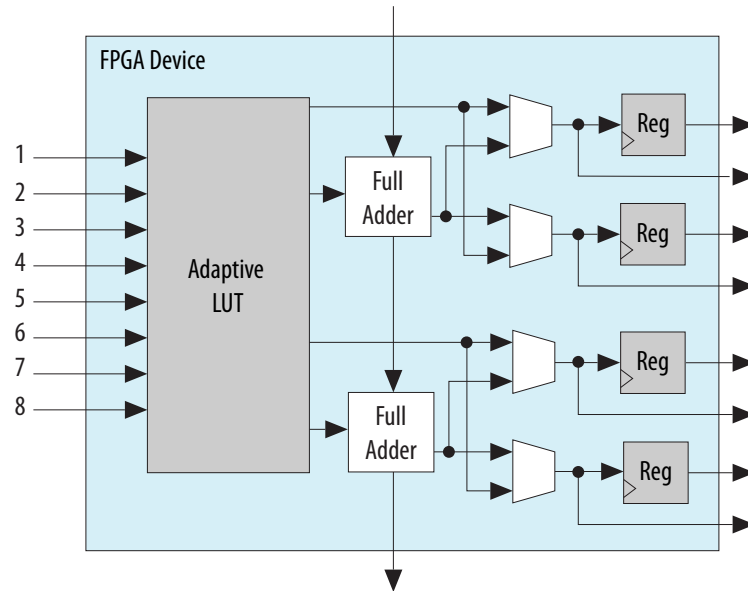 FPGA Device
1
2
3
4
5
6
7
8
Adaptive
LUT
Full
Adder
Full
Adder
Reg
Reg
Reg
Reg